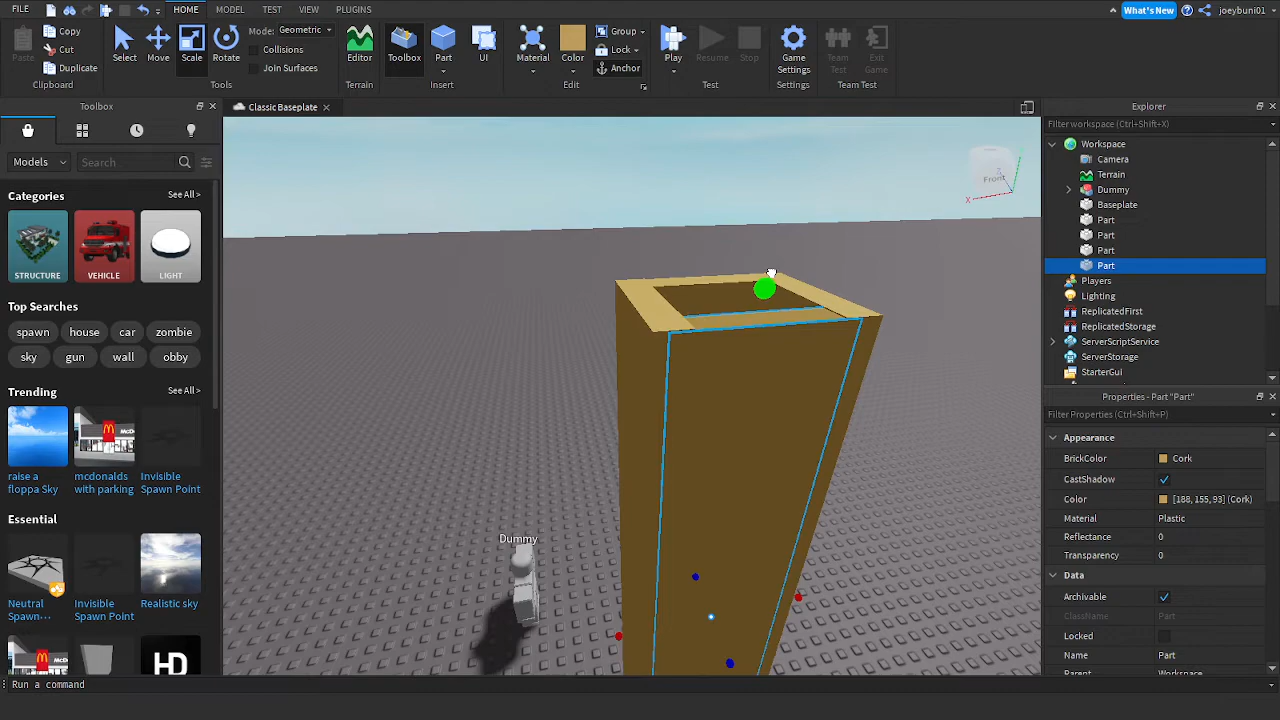 FILE HOME MODEL TEST VIEW PLUGINS What's New joeybuni01
Paste Copy Cut Duplicate Select Move Scale Rotate Mode: Geometric Collisions Join Surfaces Editor Toolbox Part UI Material Color Group Lock Anchor Play Resume Stop Game Settings Team Test Exit Game
Clipboard Tools Terrain Insert Edit Test Settings Team Test
Toolbox
Classic Baseplate
Explorer
Models Search
Filter workspace (Ctrl+Shift+X)
Categories See All >
STRUCTURE VEHICLE LIGHT
Top Searches
spawn house car zombie
sky gun wall obby
Trending See All >
raise a floppa Sky
mcdonalds with parking
Invisible Spawn Point
Essential
Neutral Spawn...
Invisible Spawn Point
Realistic sky
HD
Front
X
Dummy
Workspace
Camera
Terrain
Dummy
Baseplate
Part
Part
Part
Part
Players
Lighting
ReplicatedFirst
ReplicatedStorage
ServerScriptService
ServerStorage
StarterGui
Properties - Part "Part"
Filter Properties (Ctrl+Shift+P)
Appearance
BrickColor Cork
CastShadow
Color [188, 155, 93] (Cork)
Material Plastic
Reflectance 0
Transparency 0
Data
Archivable
ClassName Part
Locked
Name Part
Parent Workspace
Run a command